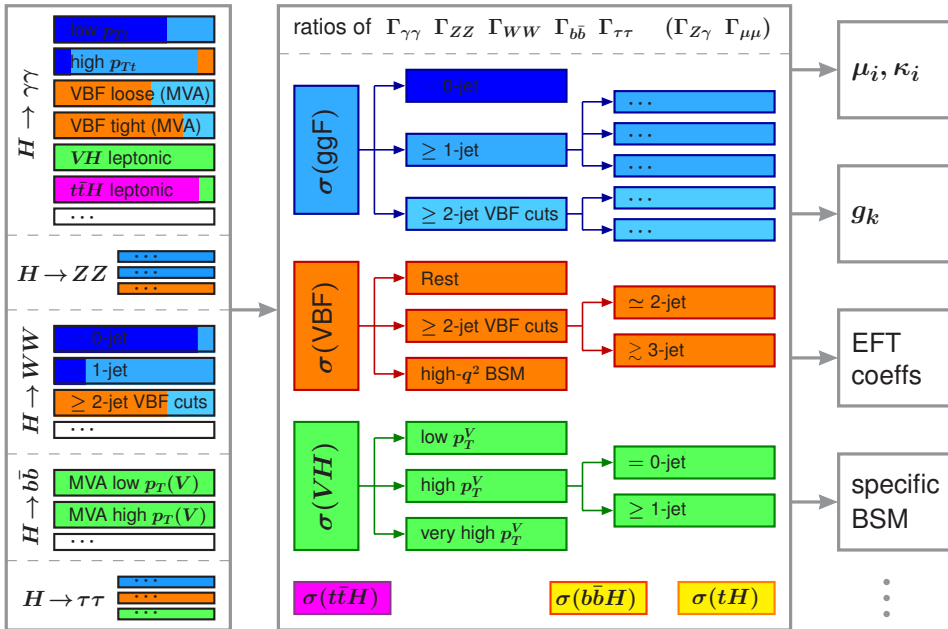 H → γγ
low p_Tt
high p_Tt
VBF loose (MVA)
VBF tight (MVA)
VH leptonic
tt̄H leptonic
...
H → ZZ
...
...
...
H → WW
0-jet
1-jet
≥ 2-jet VBF cuts
...
H → bb̄
MVA low p_T(V)
MVA high p_T(V)
...
H → ττ
...
...
...
ratios of Γ_γγ Γ_ZZ Γ_WW Γ_bb̄ Γ_ττ (Γ_Zγ Γ_μμ)
σ(ggF)
0-jet
≥ 1-jet
≥ 2-jet VBF cuts
...
...
...
...
...
σ(VBF)
Rest
≥ 2-jet VBF cuts
high-q² BSM
≃ 2-jet
≳ 3-jet
σ(VH)
low p_T^V
high p_T^V
very high p_T^V
= 0-jet
≥ 1-jet
σ(tt̄H)
σ(bb̄H)
σ(tH)
μ_i, κ_i
g_k
EFT
coeffs
specific
BSM
⋮